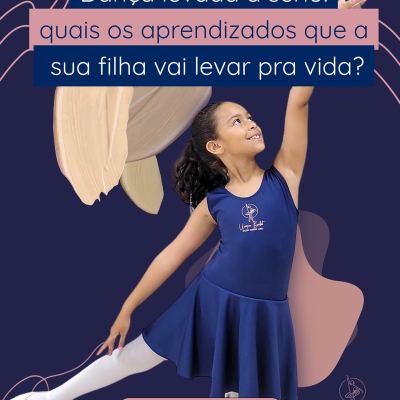 Dança levada a sério:
quais os aprendizados que a
sua filha vai levar pra vida?